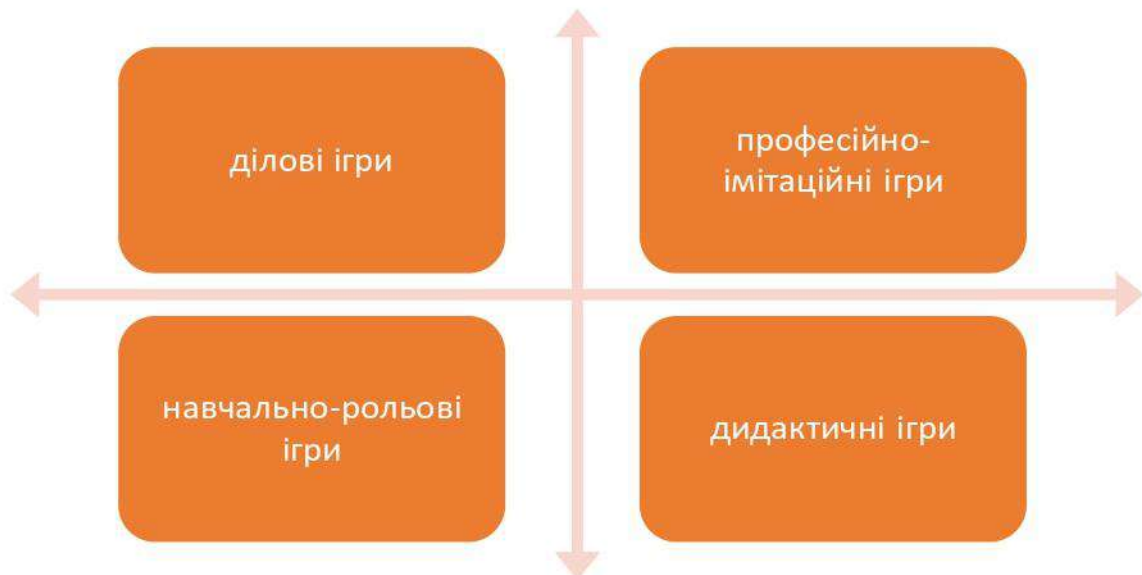 ділові ігри
професійно-
імітаційні ігри
навчально-рольові
ігри
дидактичні ігри